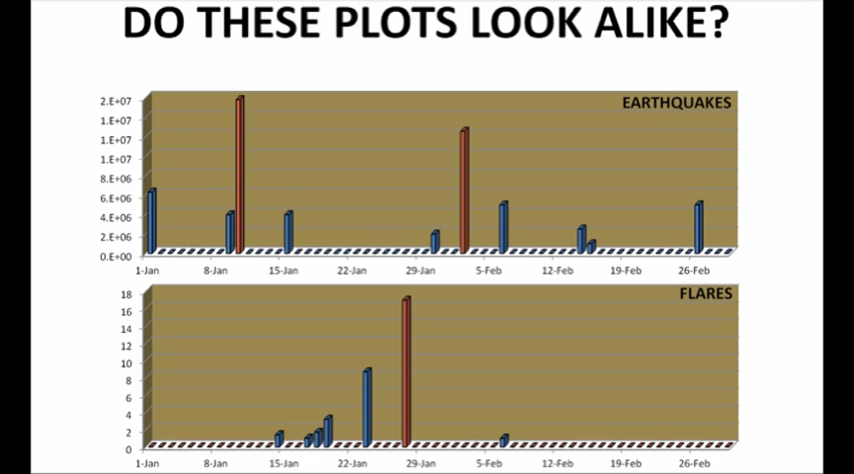 DO THESE PLOTS LOOK ALIKE?
EARTHQUAKES
2.E+07
1.E+07
1.E+07
1.E+07
8.E+06
6.E+06
4.E+06
2.E+06
0.E+00
1-Jan 8-Jan 15-Jan 22-Jan 29-Jan 5-Feb 12-Feb 19-Feb 26-Feb
FLARES
18
16
14
12
10
8
6
4
2
0
1-Jan 8-Jan 15-Jan 22-Jan 29-Jan 5-Feb 12-Feb 19-Feb 26-Feb